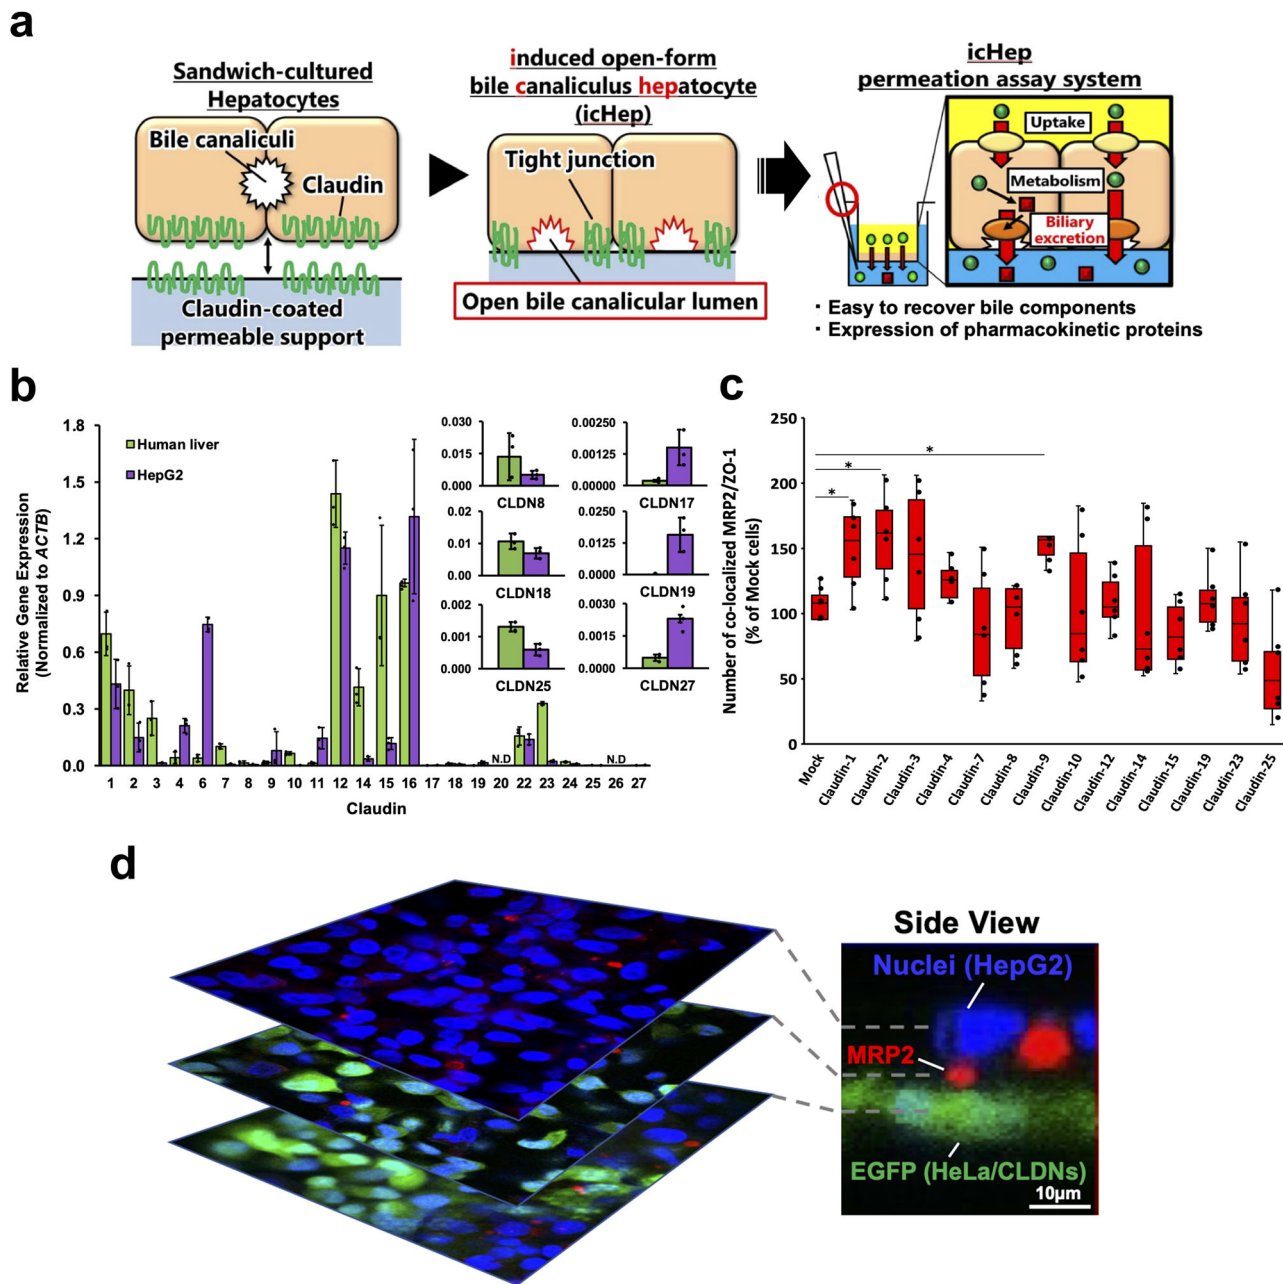 a
Sandwich-cultured
Hepatocytes
Bile canaliculi
Claudin
Claudin-coated
permeable support
induced open-form
bile canaliculus hepatocyte
(icHep)
Tight junction
Open bile canalicular lumen
icHep
permeation assay system
Uptake
Metabolism
Biliary
excretion
· Easy to recover bile components
· Expression of pharmacokinetic proteins
b
Relative Gene Expression
(Normalized to ACTB)
1.8
1.5
1.2
0.9
0.6
0.3
0.0
Human liver
HepG2
N.D
N.D
1 2 3 4 6 7 8 9 10 11 12 14 15 16 17 18 19 20 22 23 24 25 26 27
Claudin
0.030
0.015
0.000
CLDN8
0.00250
0.00125
0.00000
CLDN17
0.02
0.01
0.00
CLDN18
0.0250
0.0125
0.0000
CLDN19
0.002
0.001
0.000
CLDN25
0.0030
0.0015
0.0000
CLDN27
c
Number of co-localized MRP2/ZO-1
(% of Mock cells)
250
200
150
100
50
0
*
*
*
Mock
Claudin-1
Claudin-2
Claudin-3
Claudin-4
Claudin-7
Claudin-8
Claudin-9
Claudin-10
Claudin-12
Claudin-14
Claudin-15
Claudin-19
Claudin-23
Claudin-25
d
Side View
Nuclei (HepG2)
MRP2
EGFP (HeLa/CLDNs)
10μm